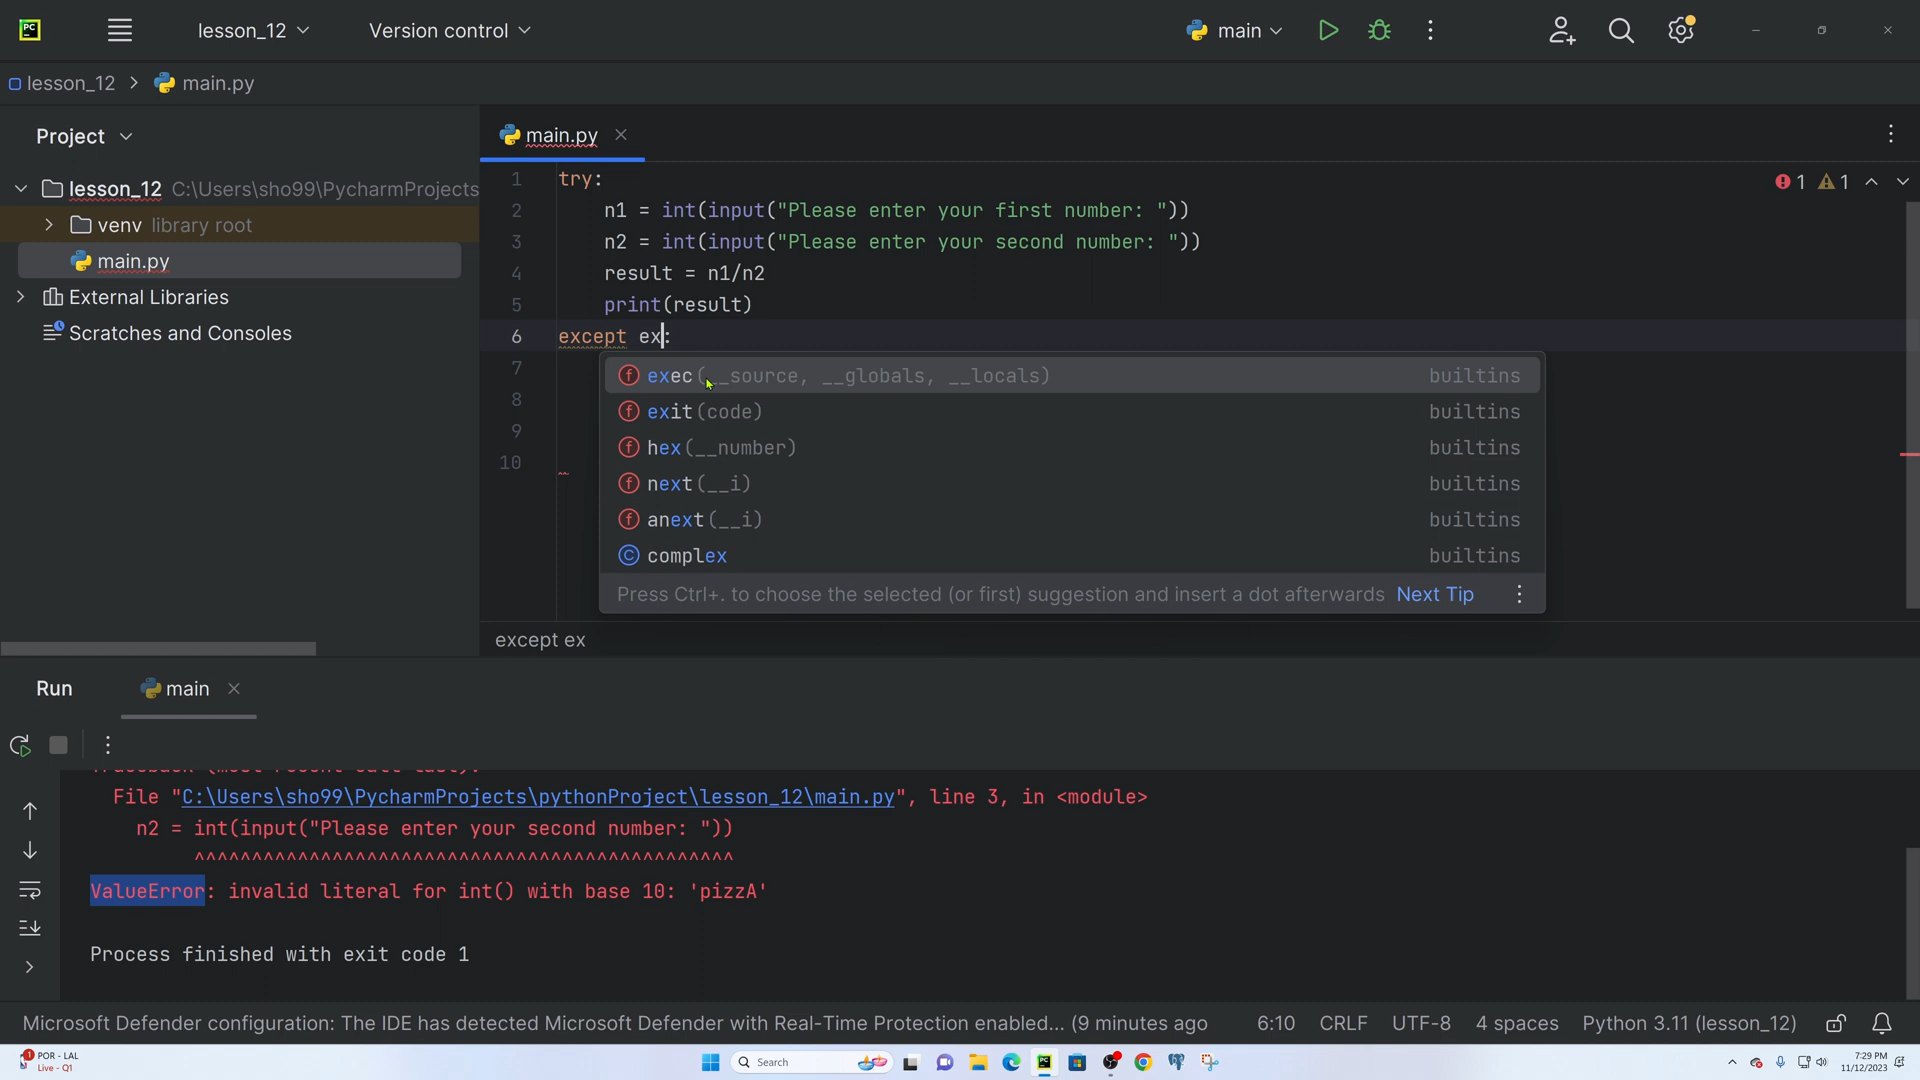 PC
lesson_12
Version control
main
lesson_12 > main.py
Project
main.py
lesson_12 C:\Users\sho99\PycharmProjects
venv library root
main.py
External Libraries
Scratches and Consoles
1 try:
1 1
2 n1 = int(input("Please enter your first number: "))
3 n2 = int(input("Please enter your second number: "))
4 result = n1/n2
5 print(result)
6 except ex:
7
8
9
10
exec(__source, __globals, __locals) builtins
exit(code) builtins
hex(__number) builtins
next(__i) builtins
anext(__i) builtins
complex builtins
Press Ctrl+. to choose the selected (or first) suggestion and insert a dot afterwards Next Tip
except ex
Run
main
Traceback (most recent call last):
File "C:\Users\sho99\PycharmProjects\pythonProject\lesson_12\main.py", line 3, in <module>
n2 = int(input("Please enter your second number: "))
^^^^^^^^^^^^^^^^^^^^^^^^^^^^^^^^^^^^^^^^^^^^^^^
ValueError: invalid literal for int() with base 10: 'pizzA'
Process finished with exit code 1
Microsoft Defender configuration: The IDE has detected Microsoft Defender with Real-Time Protection enabled... (9 minutes ago
6:10 CRLF UTF-8 4 spaces Python 3.11 (lesson_12)
1
POR - LAL
Live - Q1
Search
7:29 PM
11/12/2023